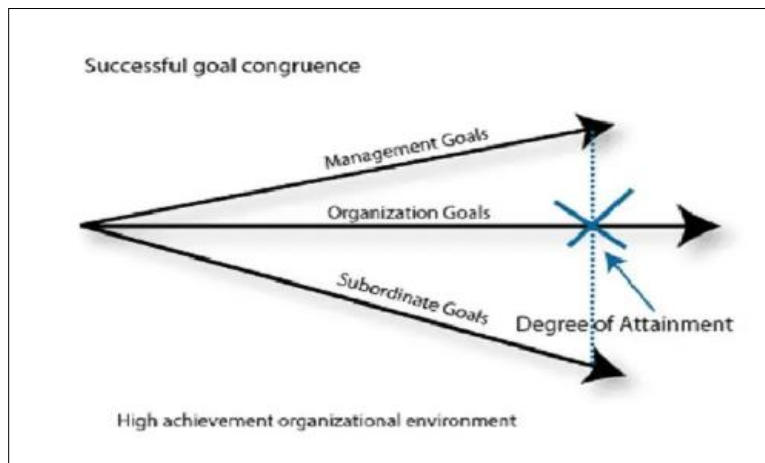 Successful goal congruence
Management Goals
Organization Goals
Subordinate Goals
Degree of Attainment
High achievement organizational environment